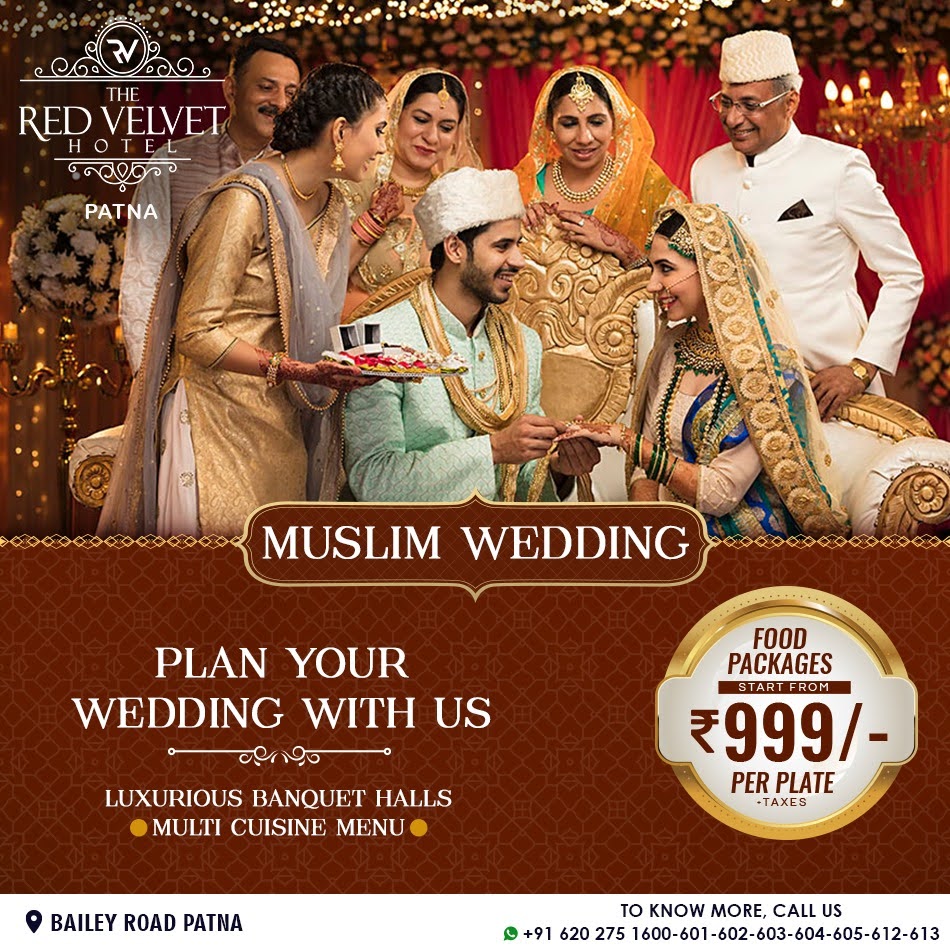 RV
THE
RED VELVET
HOTEL
PATNA
MUSLIM WEDDING
PLAN YOUR
WEDDING WITH US
LUXURIOUS BANQUET HALLS
MULTI CUISINE MENU
FOOD
PACKAGES
START FROM
₹999/-
PER PLATE
+TAXES
BAILEY ROAD PATNA
TO KNOW MORE, CALL US
+91 620 275 1600-601-602-603-604-605-612-613